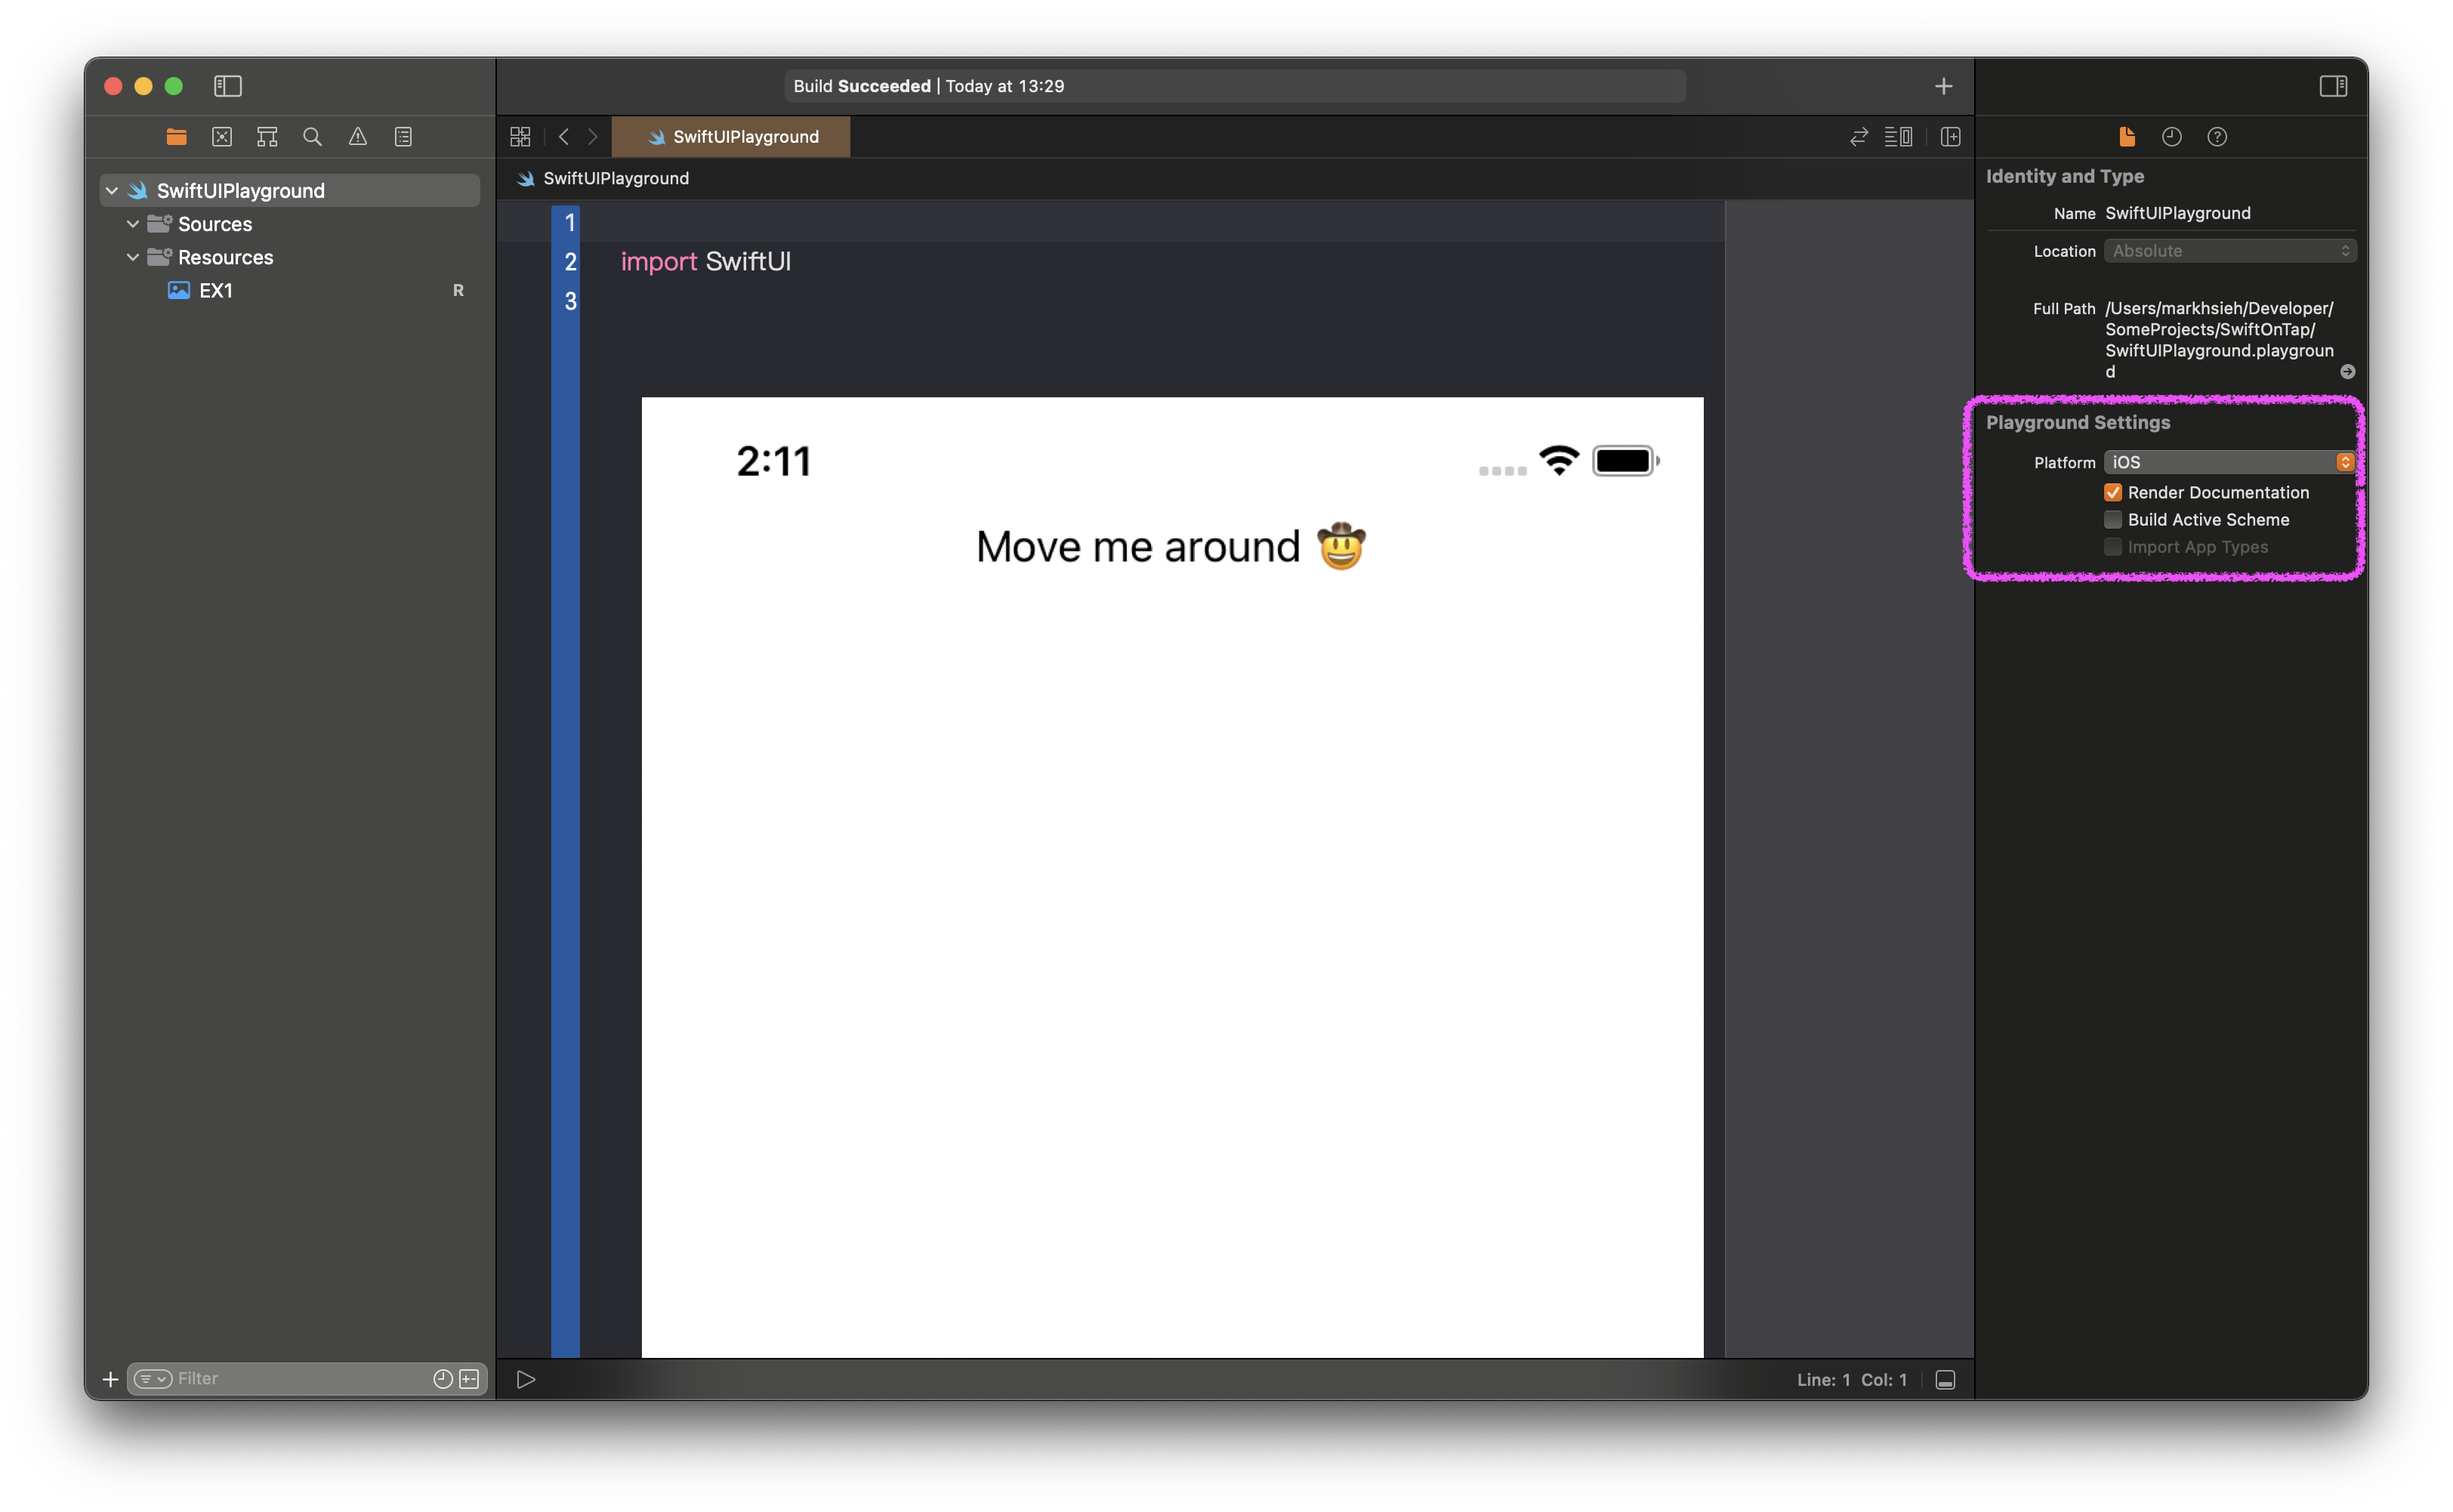 Build Succeeded | Today at 13:29
SwiftUIPlayground
SwiftUIPlayground
Sources
Resources
EX1 R
SwiftUIPlayground
1
2 import SwiftUI
3
2:11
Move me around 🤠
Identity and Type
Name SwiftUIPlayground
Location Absolute
Full Path /Users/markhsieh/Developer/
SomeProjects/SwiftOnTap/
SwiftUIPlayground.playgroun
d
Playground Settings
Platform iOS
Render Documentation
Build Active Scheme
Import App Types
Filter
Line: 1 Col: 1